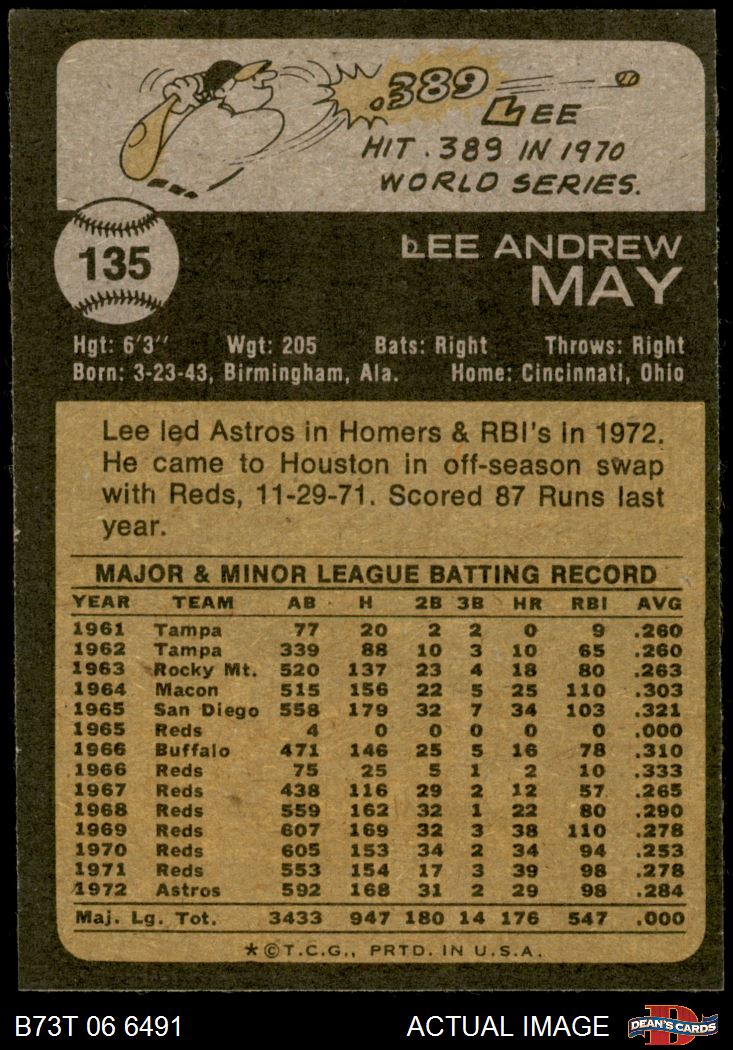 .389
LEE
HIT .389 IN 1970
WORLD SERIES.
135
LEE ANDREW
MAY
Hgt: 6'3" Wgt: 205 Bats: Right Throws: Right
Born: 3-23-43, Birmingham, Ala. Home: Cincinnati, Ohio
Lee led Astros in Homers & RBI's in 1972.
He came to Houston in off-season swap
with Reds, 11-29-71. Scored 87 Runs last
year.
MAJOR & MINOR LEAGUE BATTING RECORD
YEAR TEAM AB H 2B 3B HR RBI AVG
1961 Tampa 77 20 2 2 0 9 .260
1962 Tampa 339 88 10 3 10 65 .260
1963 Rocky Mt. 520 137 23 4 18 80 .263
1964 Macon 515 156 22 5 25 110 .303
1965 San Diego 558 179 32 7 34 103 .321
1965 Reds 4 0 0 0 0 0 .000
1966 Buffalo 471 146 25 5 16 78 .310
1966 Reds 75 25 5 1 2 10 .333
1967 Reds 438 116 29 2 12 57 .265
1968 Reds 559 162 32 1 22 80 .290
1969 Reds 607 169 32 3 38 110 .278
1970 Reds 605 153 34 2 34 94 .253
1971 Reds 553 154 17 3 39 98 .278
1972 Astros 592 168 31 2 29 98 .284
Maj. Lg. Tot. 3433 947 180 14 176 547 .000
*©T.C.G., PRTD. IN U.S.A.
B73T 06 6491 ACTUAL IMAGE D DEAN'S CARDS